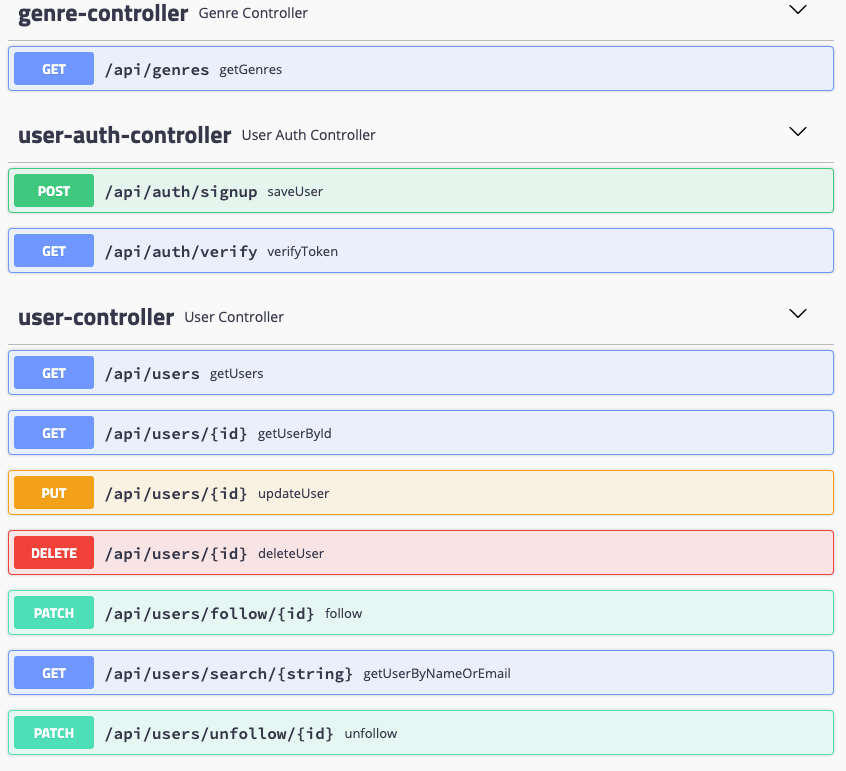 genre-controller Genre Controller
GET /api/genres getGenres
user-auth-controller User Auth Controller
POST /api/auth/signup saveUser
GET /api/auth/verify verifyToken
user-controller User Controller
GET /api/users getUsers
GET /api/users/{id} getUserById
PUT /api/users/{id} updateUser
DELETE /api/users/{id} deleteUser
PATCH /api/users/follow/{id} follow
GET /api/users/search/{string} getUserByNameOrEmail
PATCH /api/users/unfollow/{id} unfollow